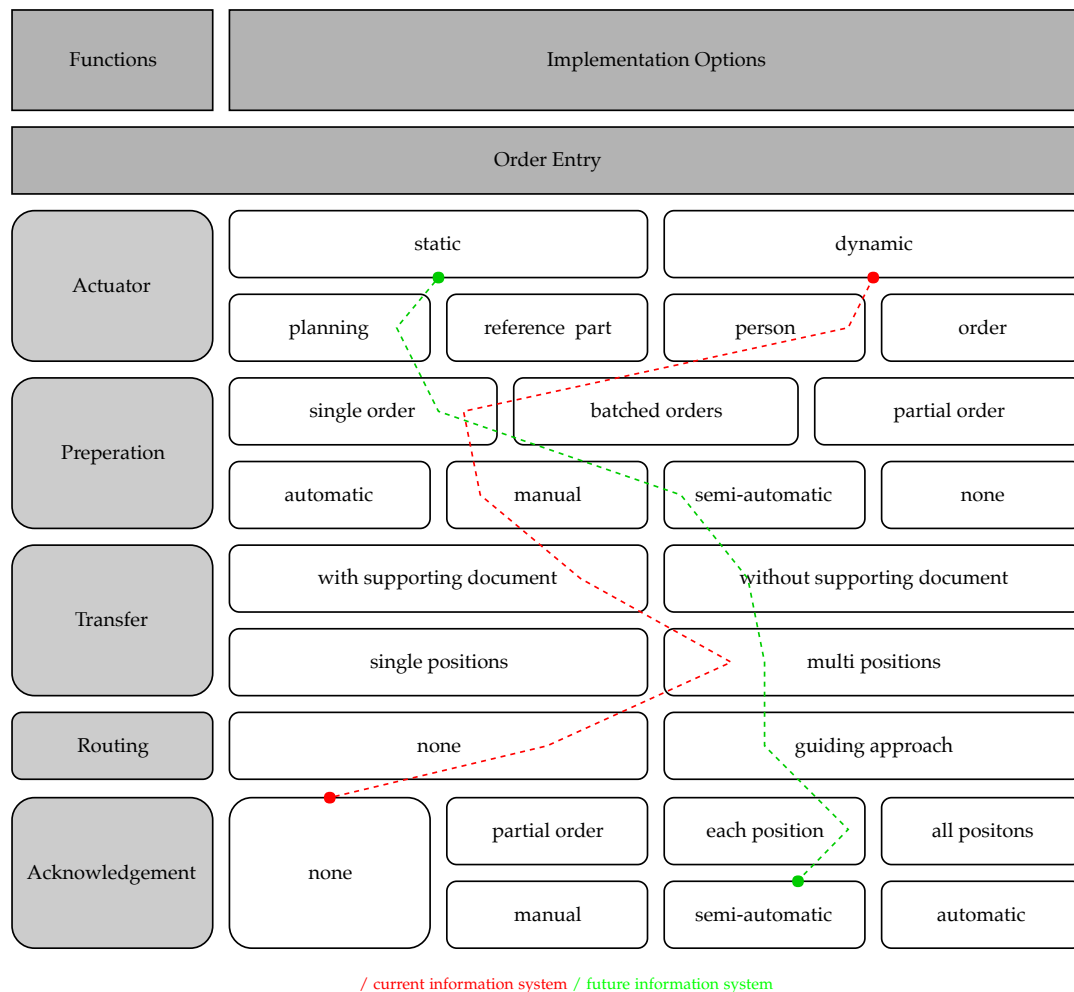 Functions
Implementation Options
Order Entry
Actuator
static
dynamic
planning
reference part
person
order
Preperation
single order
batched orders
partial order
automatic
manual
semi-automatic
none
Transfer
with supporting document
without supporting document
single positions
multi positions
Routing
none
guiding approach
Acknowledgement
none
partial order
each position
all positons
manual
semi-automatic
automatic
/ current information system / future information system